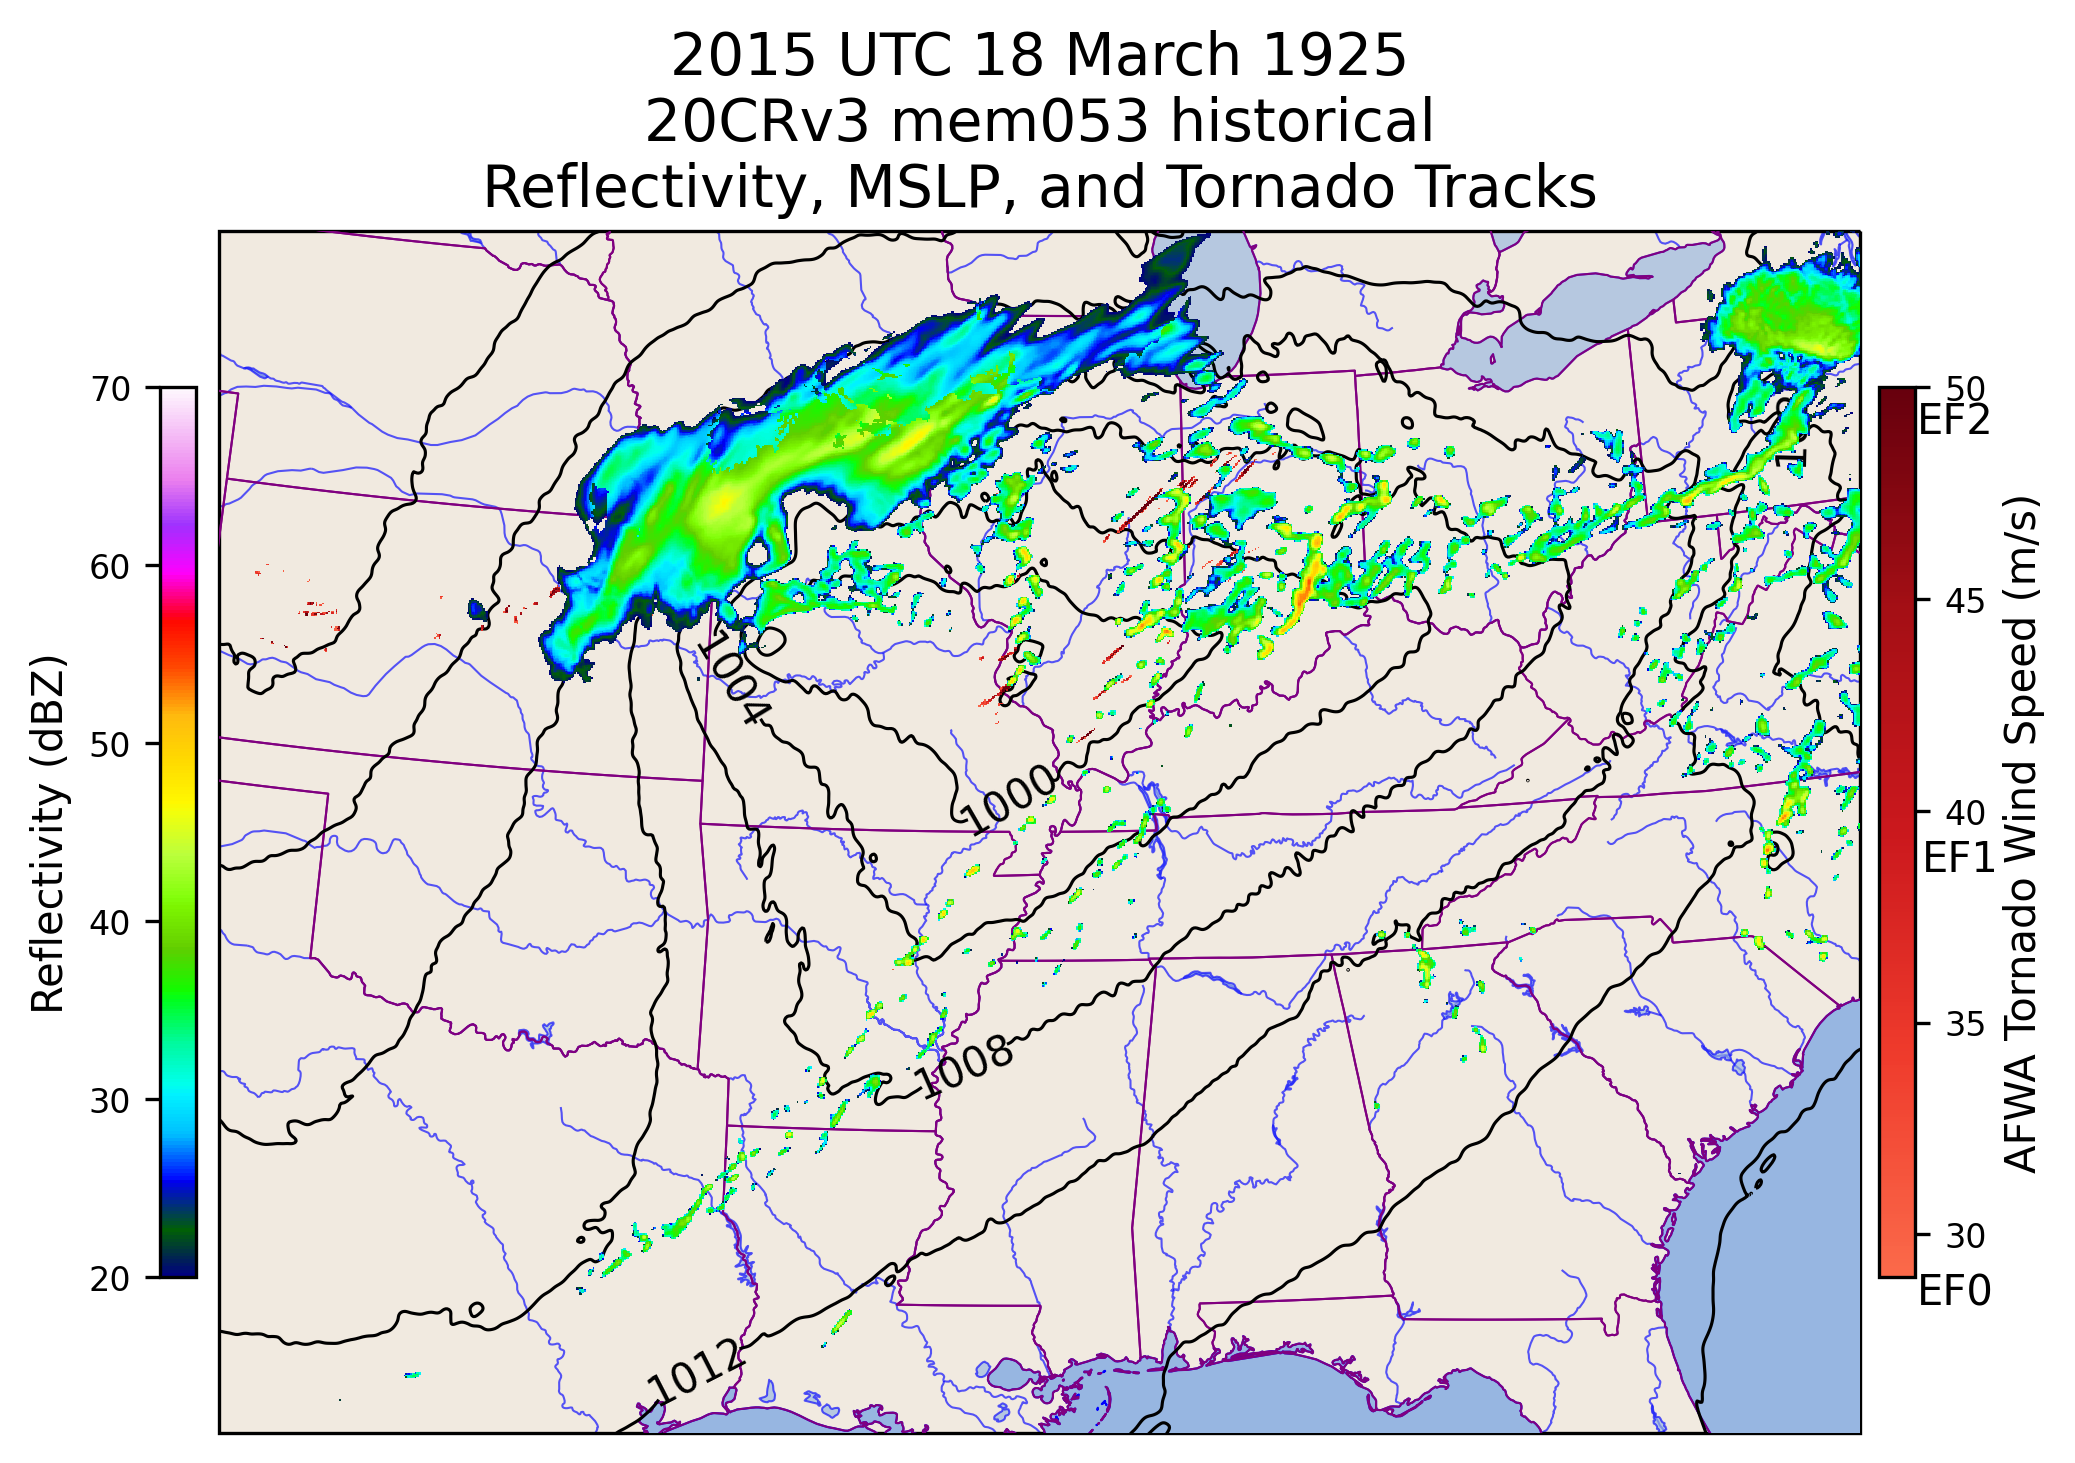 2015 UTC 18 March 1925
20CRv3 mem053 historical
Reflectivity, MSLP, and Tornado Tracks
Reflectivity (dBZ)
70
60
50
40
30
20
1004
1000
1008
1012
50
EF2
45
40
EF1
35
30
EF0
AFWA Tornado Wind Speed (m/s)